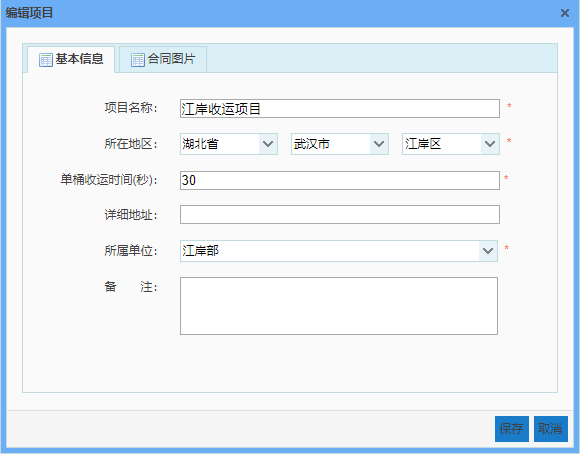 编辑项目
基本信息 合同图片
项目名称: 江岸收运项目 *
所在地区: 湖北省 武汉市 江岸区 *
单桶收运时间(秒): 30 *
详细地址:
所属单位: 江岸部 *
备 注:
保存 取消